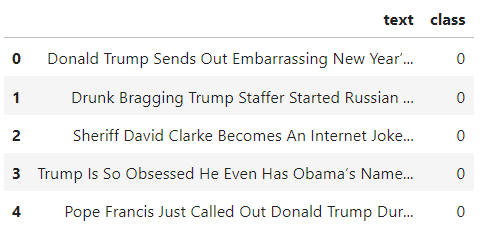 text class
0 Donald Trump Sends Out Embarrassing New Year’... 0
1 Drunk Bragging Trump Staffer Started Russian ... 0
2 Sheriff David Clarke Becomes An Internet Joke... 0
3 Trump Is So Obsessed He Even Has Obama’s Name... 0
4 Pope Francis Just Called Out Donald Trump Dur... 0